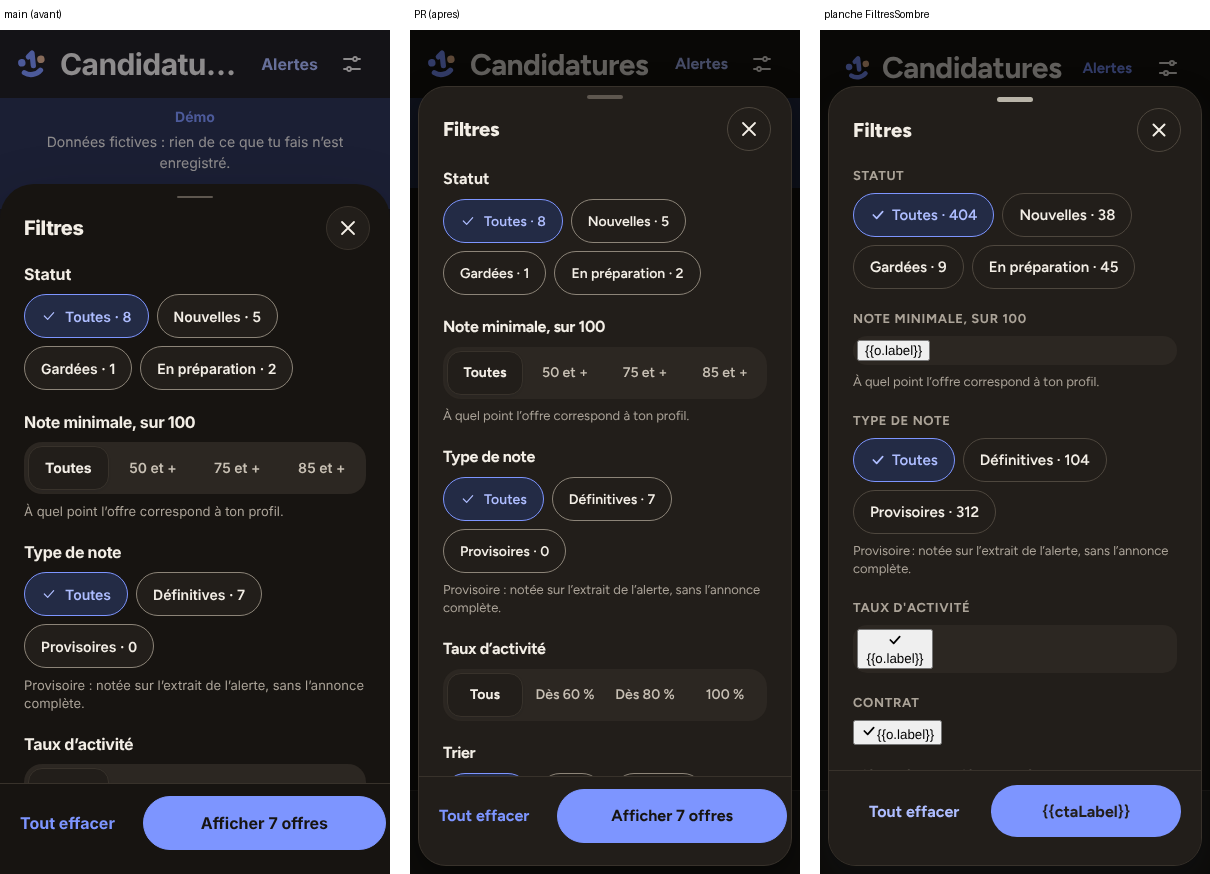 main (avant)
Candidatu…
Alertes
Démo
Données fictives : rien de ce que tu fais n’est
enregistré.
Filtres
Statut
Toutes · 8
Nouvelles · 5
Gardées · 1
En préparation · 2
Note minimale, sur 100
Toutes
50 et +
75 et +
85 et +
À quel point l’offre correspond à ton profil.
Type de note
Toutes
Définitives · 7
Provisoires · 0
Provisoire : notée sur l’extrait de l’alerte, sans l’annonce
complète.
Taux d’activité
Tout effacer
Afficher 7 offres
PR (apres)
Candidatures
Alertes
Filtres
Statut
Toutes · 8
Nouvelles · 5
Gardées · 1
En préparation · 2
Note minimale, sur 100
Toutes
50 et +
75 et +
85 et +
À quel point l’offre correspond à ton profil.
Type de note
Toutes
Définitives · 7
Provisoires · 0
Provisoire : notée sur l’extrait de l’alerte, sans l’annonce
complète.
Taux d’activité
Tous
Dès 60 %
Dès 80 %
100 %
Trier
Tout effacer
Afficher 7 offres
planche FiltresSombre
Candidatures
Alertes
Filtres
STATUT
Toutes · 404
Nouvelles · 38
Gardées · 9
En préparation · 45
NOTE MINIMALE, SUR 100
{{o.label}}
À quel point l’offre correspond à ton profil.
TYPE DE NOTE
Toutes
Définitives · 104
Provisoires · 312
Provisoire : notée sur l’extrait de l’alerte, sans l’annonce
complète.
TAUX D’ACTIVITÉ
{{o.label}}
CONTRAT
{{o.label}}
Tout effacer
{{ctaLabel}}